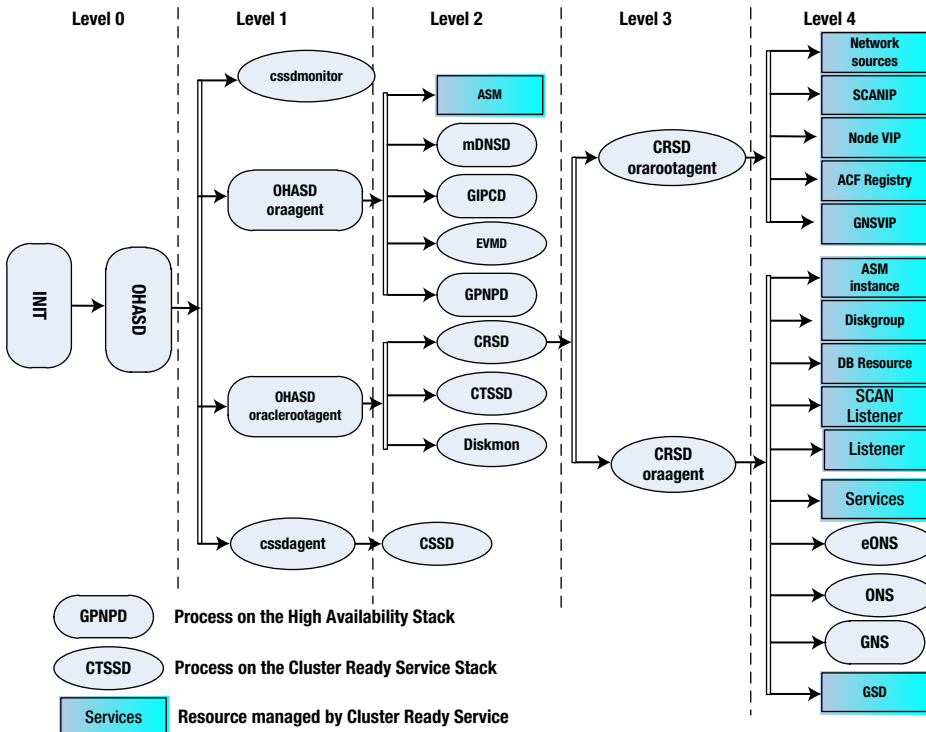 Level 0
Level 1
Level 2
Level 3
Level 4
INIT
OHASD
cssdmonitor
OHASD
oraagent
OHASD
oraclerootagent
cssdagent
ASM
mDNSD
GIPCD
EVMD
GPNPD
CRSD
CTSSD
Diskmon
CSSD
CRSD
orarootagent
CRSD
oraagent
Network
sources
SCANIP
Node VIP
ACF Registry
GNSVIP
ASM
instance
Diskgroup
DB Resource
SCAN
Listener
Listener
Services
eONS
ONS
GNS
GSD
GPNPD
Process on the High Availability Stack
CTSSD
Process on the Cluster Ready Service Stack
Services
Resource managed by Cluster Ready Service